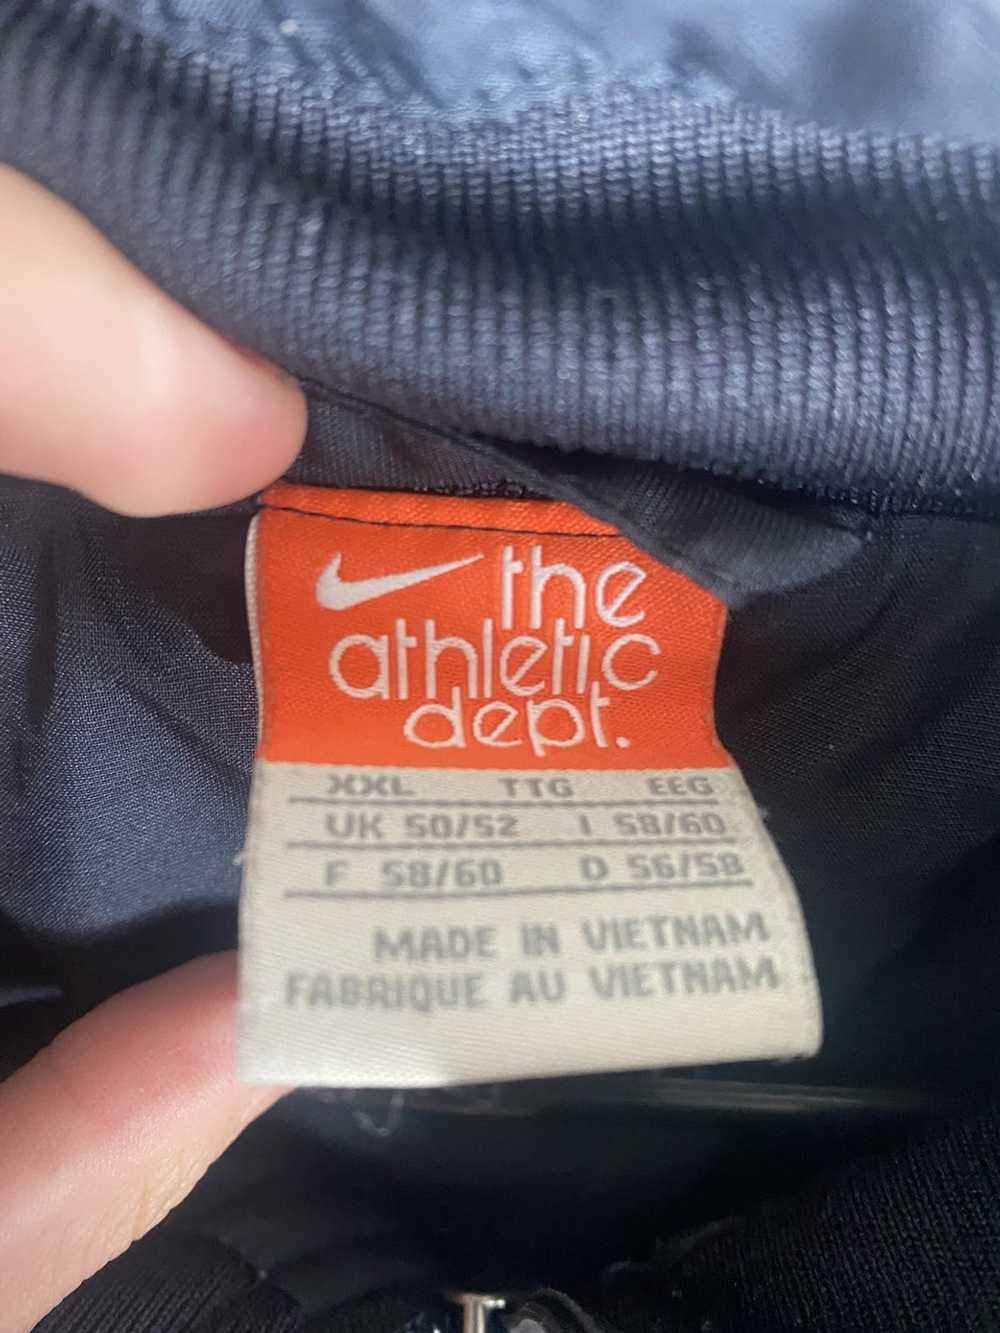 the
athletic
dept.
XXL TTG EEG
UK 50/52 I 58/60
F 58/60 D 56/58
MADE IN VIETNAM
FABRIQUE AU VIETNAM